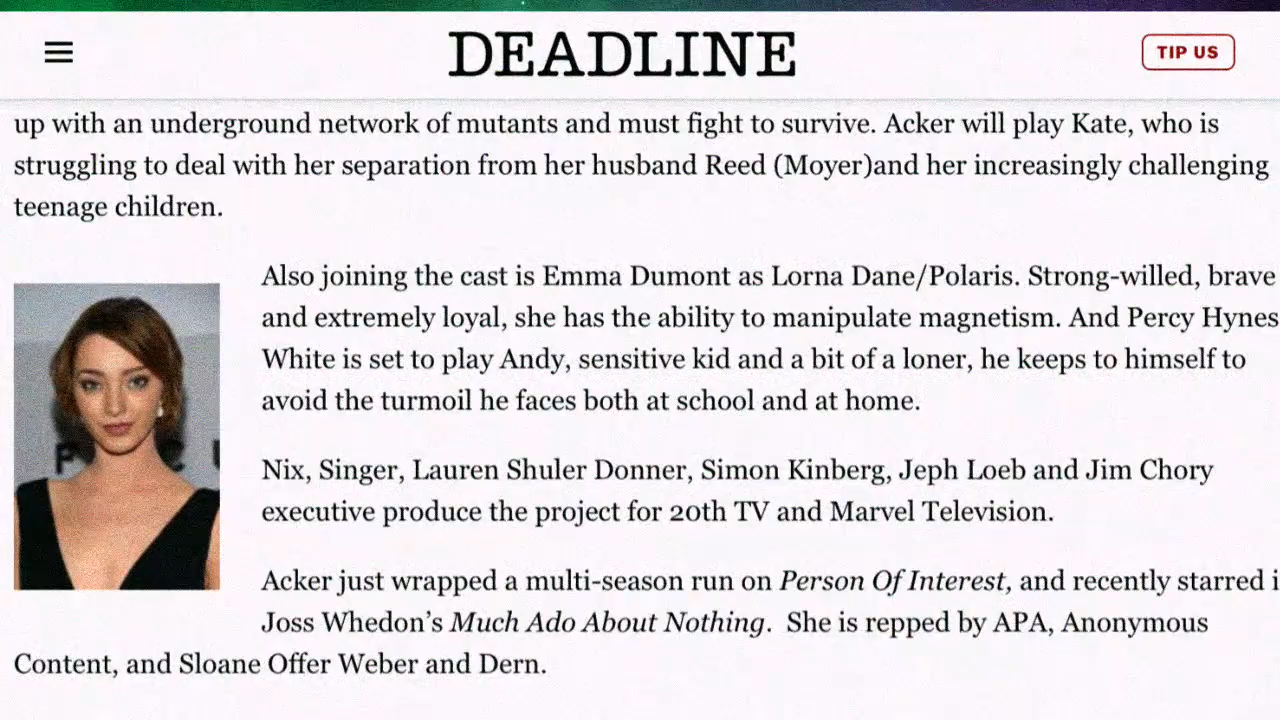 DEADLINE
TIP US
up with an underground network of mutants and must fight to survive. Acker will play Kate, who is
struggling to deal with her separation from her husband Reed (Moyer)and her increasingly challenging
teenage children.
Also joining the cast is Emma Dumont as Lorna Dane/Polaris. Strong-willed, brave
and extremely loyal, she has the ability to manipulate magnetism. And Percy Hynes
White is set to play Andy, sensitive kid and a bit of a loner, he keeps to himself to
avoid the turmoil he faces both at school and at home.
Nix, Singer, Lauren Shuler Donner, Simon Kinberg, Jeph Loeb and Jim Chory
executive produce the project for 20th TV and Marvel Television.
Acker just wrapped a multi-season run on Person Of Interest, and recently starred i
Joss Whedon’s Much Ado About Nothing. She is repped by APA, Anonymous
Content, and Sloane Offer Weber and Dern.